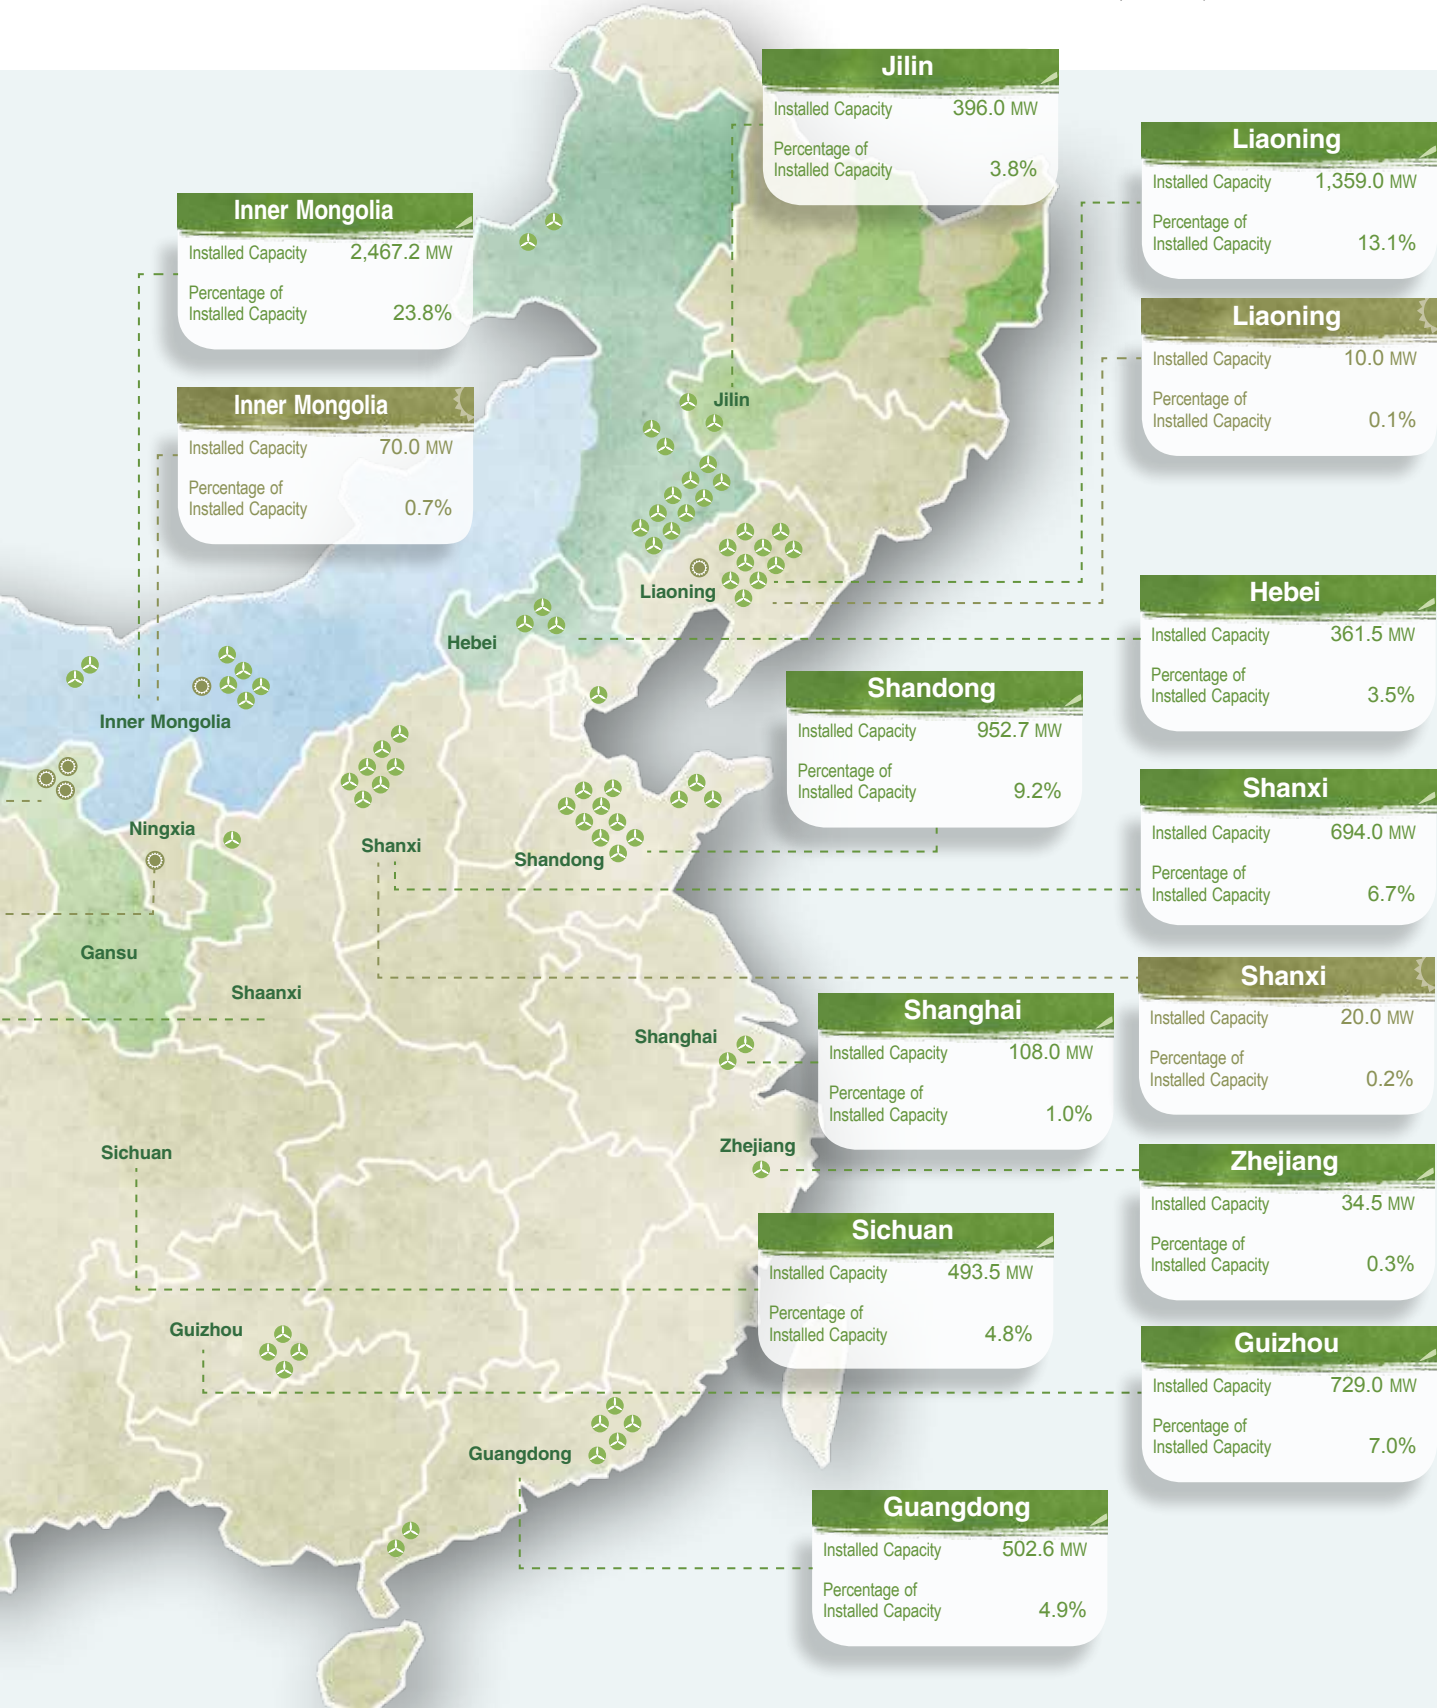 Jilin
Installed Capacity 396.0 MW
Percentage of
Installed Capacity 3.8%
Liaoning
Installed Capacity 1,359.0 MW
Percentage of
Installed Capacity 13.1%
Inner Mongolia
Installed Capacity 2,467.2 MW
Percentage of
Installed Capacity 23.8%
Liaoning
Installed Capacity 10.0 MW
Percentage of
Installed Capacity 0.1%
Inner Mongolia
Installed Capacity 70.0 MW
Percentage of
Installed Capacity 0.7%
Jilin
Liaoning
Hebei
Hebei
Installed Capacity 361.5 MW
Percentage of
Installed Capacity 3.5%
Inner Mongolia
Shandong
Installed Capacity 952.7 MW
Percentage of
Installed Capacity 9.2%
Shanxi
Installed Capacity 694.0 MW
Percentage of
Installed Capacity 6.7%
Ningxia
Shanxi
Shandong
Gansu
Shaanxi
Shanxi
Installed Capacity 20.0 MW
Percentage of
Installed Capacity 0.2%
Shanghai
Shanghai
Installed Capacity 108.0 MW
Percentage of
Installed Capacity 1.0%
Sichuan
Zhejiang
Zhejiang
Installed Capacity 34.5 MW
Percentage of
Installed Capacity 0.3%
Sichuan
Installed Capacity 493.5 MW
Percentage of
Installed Capacity 4.8%
Guizhou
Guizhou
Installed Capacity 729.0 MW
Percentage of
Installed Capacity 7.0%
Guangdong
Guangdong
Installed Capacity 502.6 MW
Percentage of
Installed Capacity 4.9%